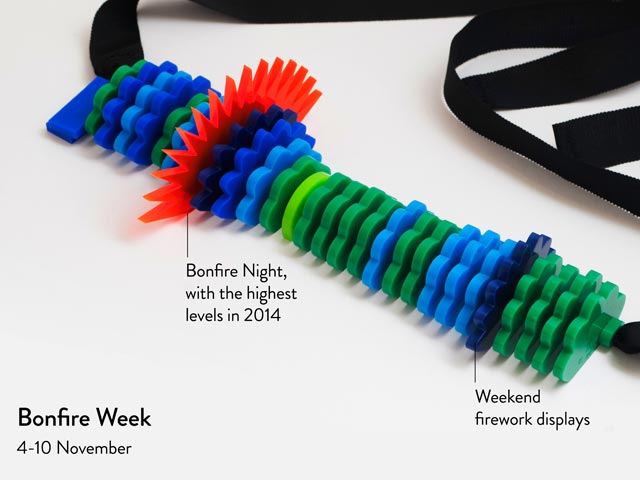 Bonfire Night,
with the highest
levels in 2014
Weekend
firework displays
Bonfire Week
4-10 November